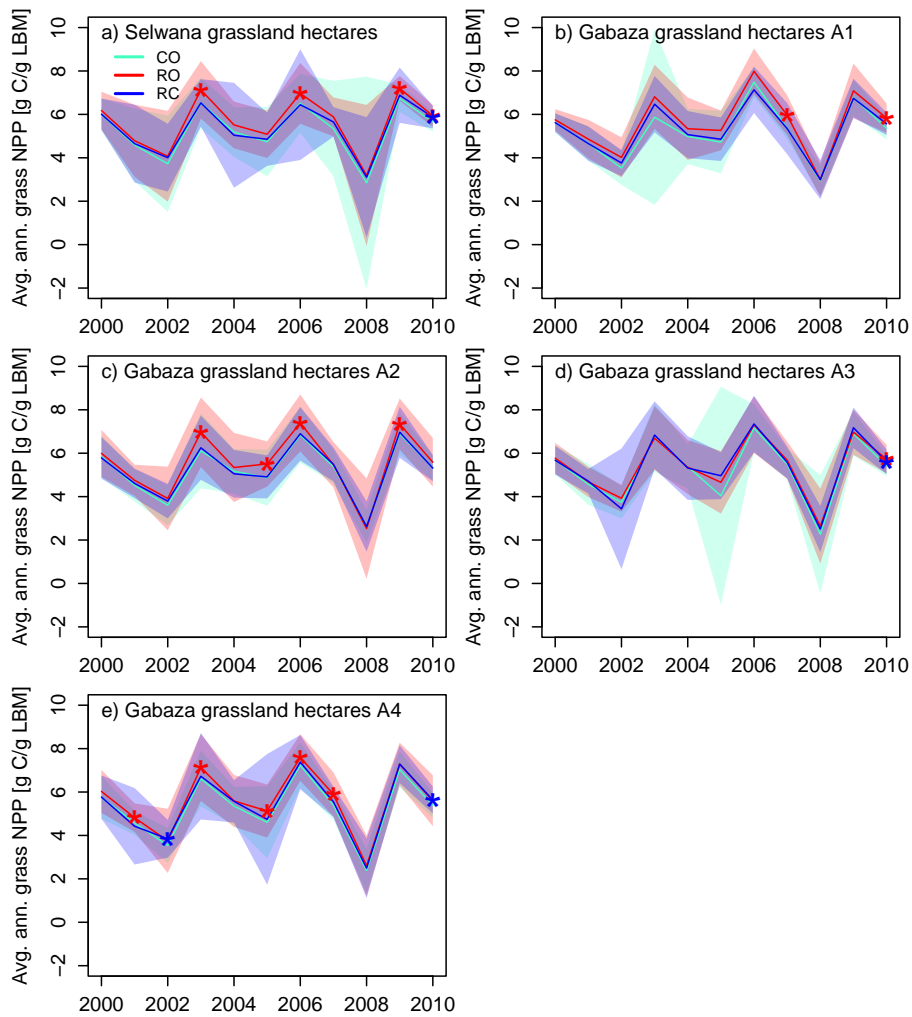 a) Selwana grassland hectares
CO
RO
RC
Avg. ann. grass NPP [g C/g LBM]
10
8
6
4
2
0
−2
2000 2002 2004 2006 2008 2010
b) Gabaza grassland hectares A1
Avg. ann. grass NPP [g C/g LBM]
10
8
6
4
2
0
−2
2000 2002 2004 2006 2008 2010
c) Gabaza grassland hectares A2
Avg. ann. grass NPP [g C/g LBM]
10
8
6
4
2
0
−2
2000 2002 2004 2006 2008 2010
d) Gabaza grassland hectares A3
Avg. ann. grass NPP [g C/g LBM]
10
8
6
4
2
0
−2
2000 2002 2004 2006 2008 2010
e) Gabaza grassland hectares A4
Avg. ann. grass NPP [g C/g LBM]
10
8
6
4
2
0
−2
2000 2002 2004 2006 2008 2010